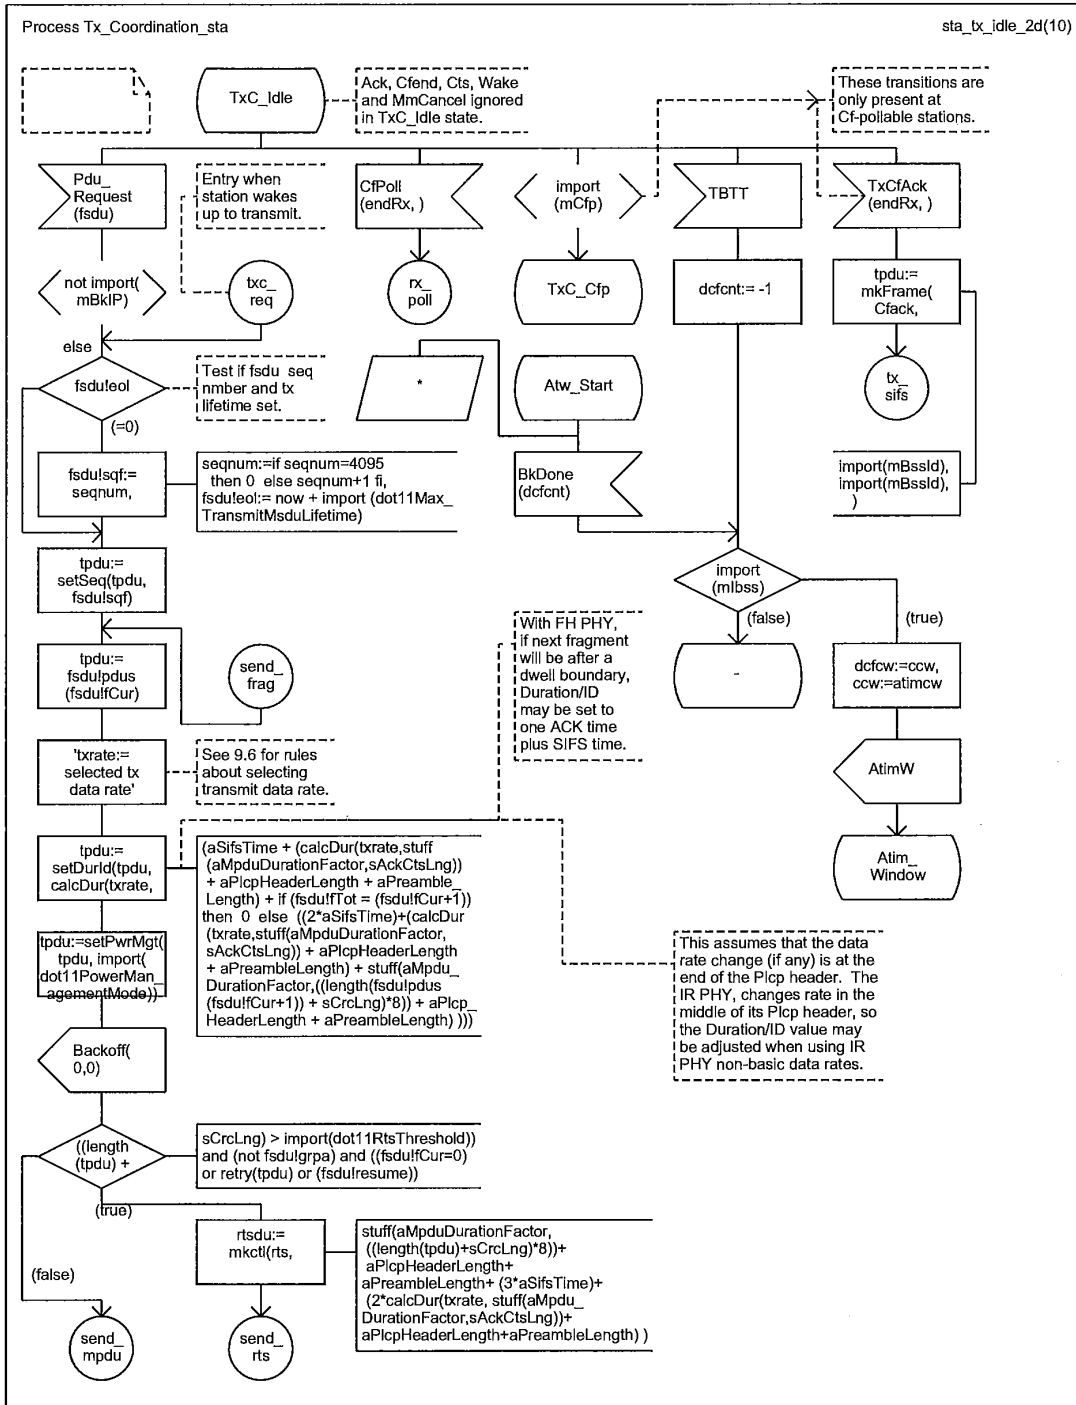 Process Tx_Coordination_sta
sta_tx_idle_2d(10)
TxC_Idle
Ack, Cfend, Cts, Wake
and MmCancel ignored
in TxC_Idle state.
These transitions are
only present at
Cf-pollable stations.
Pdu_
Request
(fsdu)
Entry when
station wakes
up to transmit.
CfPoll
(endRx, )
import
(mCfp)
TBTT
TxCfAck
(endRx, )
not import(
mBkIP)
txc_
req
rx_
poll
TxC_Cfp
dcfcnt:= -1
tpdu:=
mkFrame(
Cfack,
else
fsdu!eol
Test if fsdu seq
nmber and tx
lifetime set.
*
Atw_Start
tx_
sifs
(=0)
fsdu!sqf:=
seqnum,
seqnum:=if seqnum=4095
then 0 else seqnum+1 fi,
fsdu!eol:= now + import (dot11Max_
TransmitMsduLifetime)
BkDone
(dcfcnt)
import(mBssId),
import(mBssId),
)
tpdu:=
setSeq(tpdu,
fsdu!sqf)
import
(mIbss)
(false)
(true)
tpdu:=
fsdu!pdus
(fsdu!fCur)
send_
frag
With FH PHY,
if next fragment
will be after a
dwell boundary,
Duration/ID
may be set to
one ACK time
plus SIFS time.
-
dcfcw:=ccw,
ccw:=atimcw
'txrate:=
selected tx
data rate'
See 9.6 for rules
about selecting
transmit data rate.
AtimW
tpdu:=
setDurId(tpdu,
calcDur(txrate,
(aSifsTime + (calcDur(txrate,stuff
(aMpduDurationFactor,sAckCtsLng))
+ aPlcpHeaderLength + aPreamble_
Length) + if (fsdu!fTot = (fsdu!fCur+1))
then 0 else ((2*aSifsTime)+(calcDur
(txrate,stuff(aMpduDurationFactor,
sAckCtsLng)) + aPlcpHeaderLength
+ aPreambleLength) + stuff(aMpdu_
DurationFactor,((length(fsdu!pdus
(fsdu!fCur+1)) + sCrcLng)*8)) + aPlcp_
HeaderLength + aPreambleLength) )))
Atim_
Window
tpdu:=setPwrMgt(
tpdu, import(
dot11PowerMan_
agementMode))
This assumes that the data
rate change (if any) is at
the end of the Plcp header. The
IR PHY, changes rate in the
middle of its Plcp header, so
the Duration/ID value may
be adjusted when using IR
PHY non-basic data rates.
Backoff(
0,0)
((length
(tpdu) +
sCrcLng) > import(dot11RtsThreshold))
and (not fsdu!grpa) and ((fsdu!fCur=0)
or retry(tpdu) or (fsdu!resume))
(true)
rtsdu:=
mkctl(rts,
stuff(aMpduDurationFactor,
((length(tpdu)+sCrcLng)*8))+
aPlcpHeaderLength+
aPreambleLength+ (3*aSifsTime)+
(2*calcDur(txrate, stuff(aMpdu_
DurationFactor,sAckCtsLng))+
aPlcpHeaderLength+aPreambleLength) )
(false)
send_
mpdu
send_
rts